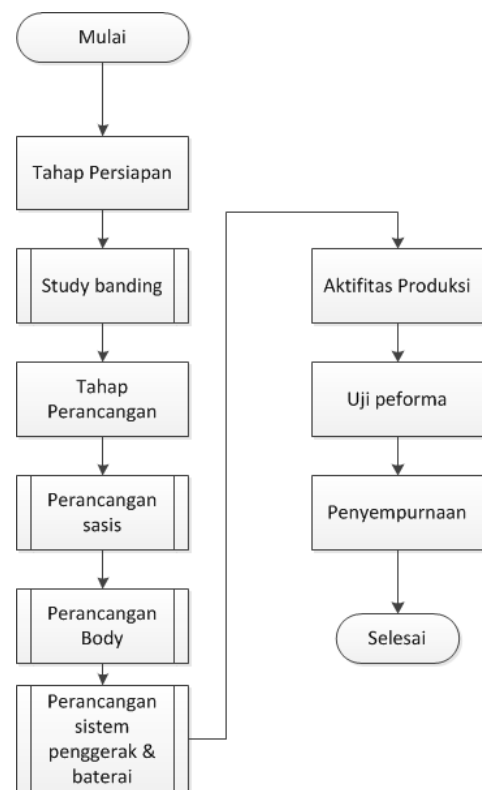 Mulai
Tahap Persiapan
Study banding
Tahap
Perancangan
Perancangan
sasis
Perancangan
Body
Perancangan
sistem
penggerak &
baterai
Aktifitas Produksi
Uji peforma
Penyempurnaan
Selesai